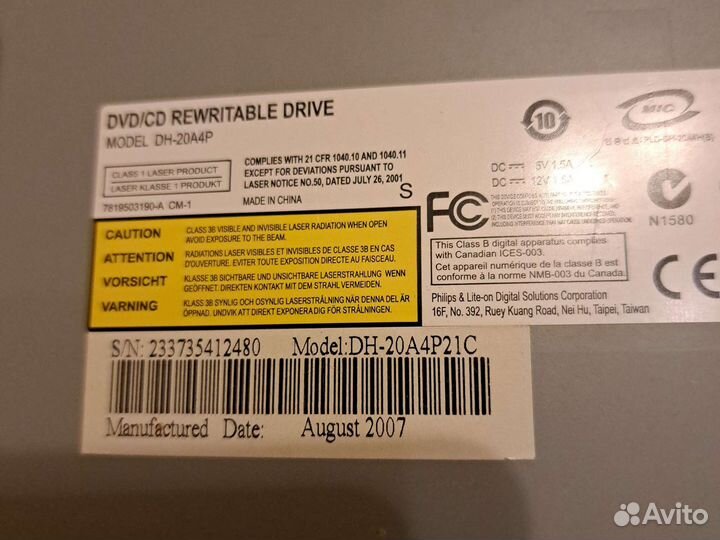 DVD/CD REWRITABLE DRIVE
MODEL DH-20A4P
CLASS 1 LASER PRODUCT
LASER KLASSE 1 PRODUKT
7819503190-A CM-1
COMPLIES WITH 21 CFR 1040.10 AND 1040.11
EXCEPT FOR DEVIATIONS PURSUANT TO
LASER NOTICE NO.50, DATED JULY 26, 2001
MADE IN CHINA
S
10
MIC
DC 5V 1.5A
DC 12V 1.5A
FC
N1580
CAUTION
CLASS 3B VISIBLE AND INVISIBLE LASER RADIATION WHEN OPEN
AVOID EXPOSURE TO THE BEAM.
ATTENTION
RADIATIONS LASER VISIBLES ET INVISIBLES DE CLASSE 3B EN CAS
D'OUVERTURE. EVITER TOUTE EXPOSITION DIRECTE AU FAISCEAU.
VORSICHT
KLASSE 3B SICHTBARE UND UNSICHTBARE LASERSTRAHLUNG WENN
GEÖFFNET. DIREKTEN KONTAKT MIT DEM STRAHL VERMEIDEN.
VARNING
KLASS 3B SYNLIG OCH OSYNLIG LASERSTRÅLNING NÄR DENNA DEL ÄR
ÖPPNAD. UNDVIK ATT DIREKT EXPONERA DIG FÖR STRÅLNINGEN.
This Class B digital apparatus complies
with Canadian ICES-003.
Cet appareil numérique de la classe B est
conforme à la norme NMB-003 du Canada.
CE
Philips & Lite-on Digital Solutions Corporation
16F, No. 392, Ruey Kuang Road, Nei Hu, Taipei, Taiwan
S/N: 233735412480 Model:DH-20A4P21C
Manufactured Date: August 2007
Avito